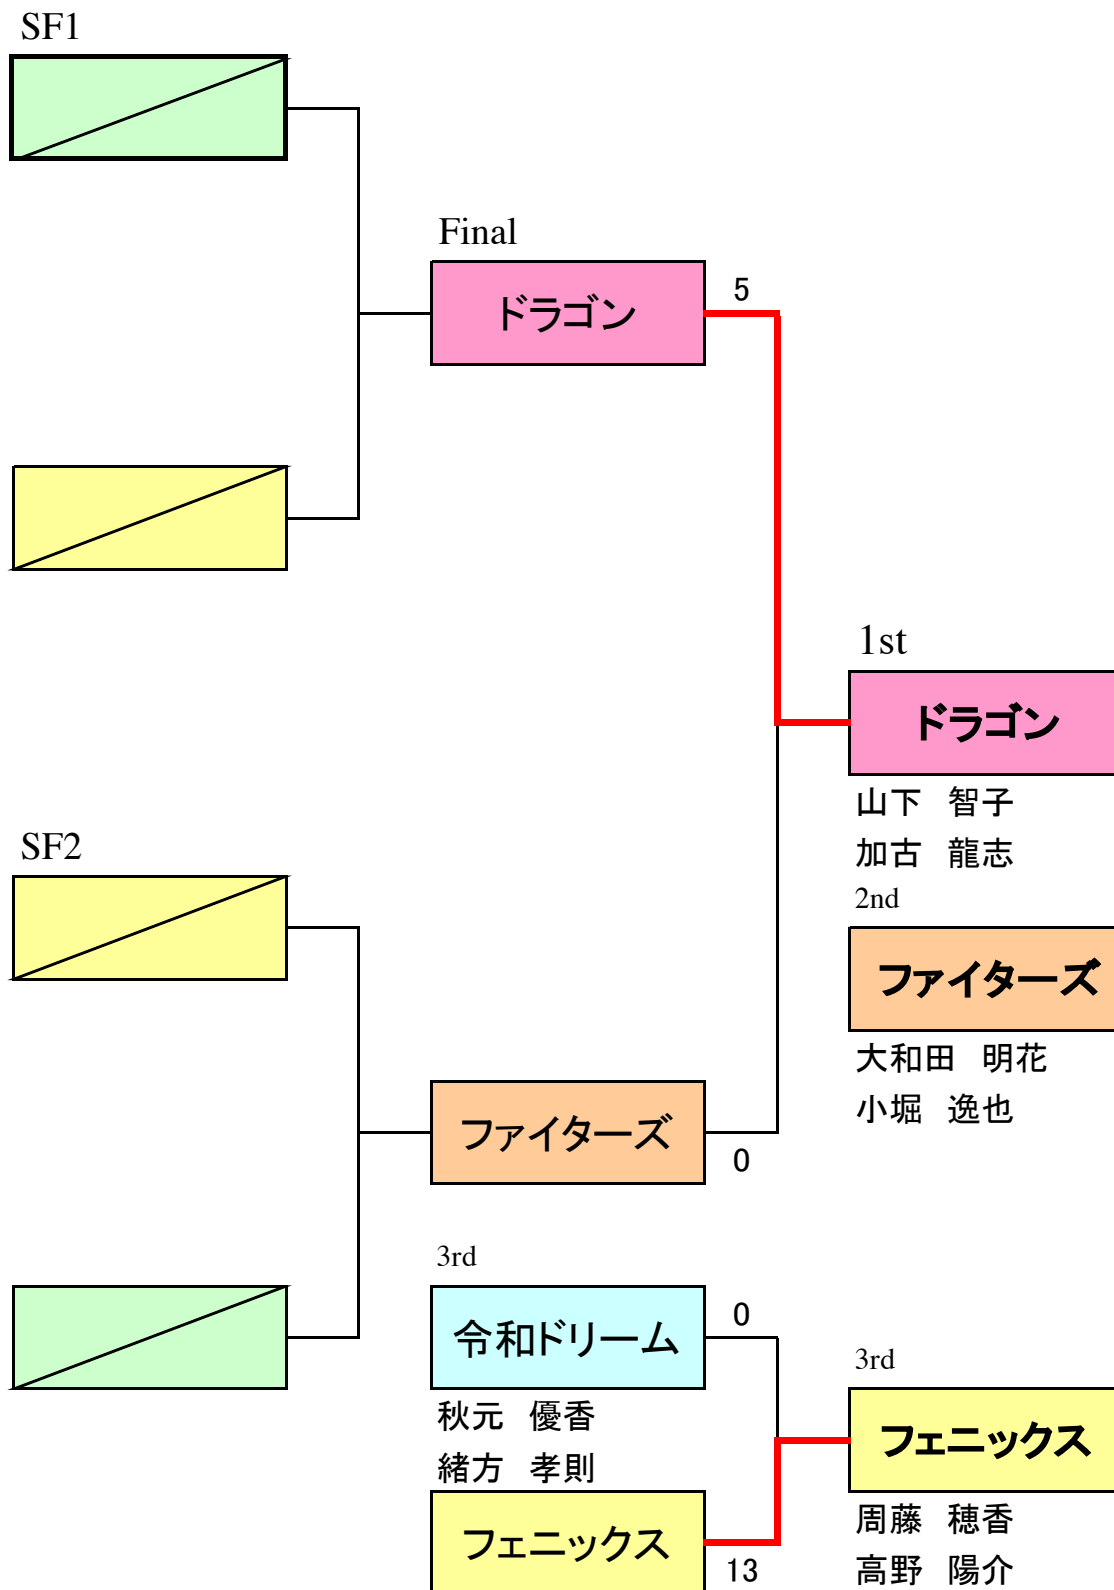 SF1
Final
ドラゴン
5
1st
ドラゴン
山下　智子
加古　龍志
SF2
2nd
ファイターズ
大和田　明花
小堀　逸也
ファイターズ
0
3rd
令和ドリーム
0
秋元　優香
緒方　孝則
3rd
フェニックス
周藤　穂香
高野　陽介
フェニックス
13